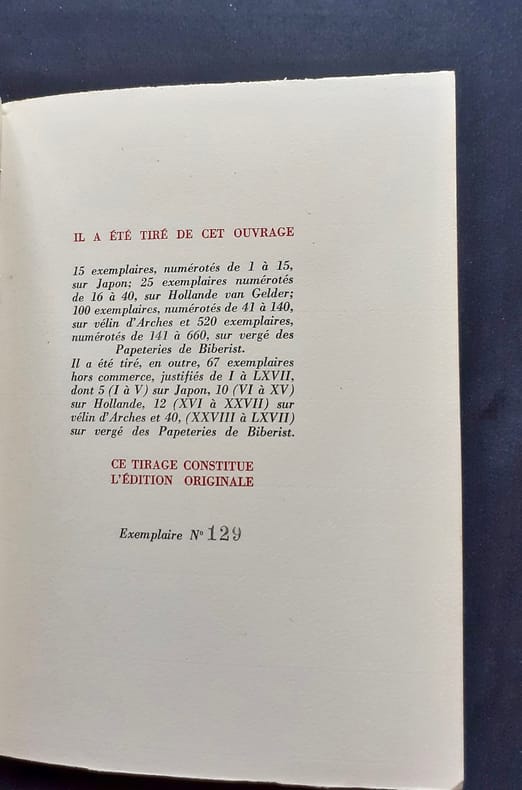 IL A ÉTÉ TIRÉ DE CET OUVRAGE
15 exemplaires, numérotés de 1 à 15,
sur Japon; 25 exemplaires numérotés
de 16 à 40, sur Hollande van Gelder;
100 exemplaires, numérotés de 41 à 140,
sur vélin d'Arches et 520 exemplaires,
numérotés de 141 à 660, sur vergé des
Papeteries de Biberist.
Il a été tiré, en outre, 67 exemplaires
hors commerce, justifiés de I à LXVII,
dont 5 (I à V) sur Japon, 10 (VI à XV)
sur Hollande, 12 (XVI à XXVII) sur
vélin d'Arches et 40, (XXVIII à LXVII)
sur vergé des Papeteries de Biberist.
CE TIRAGE CONSTITUE
L'ÉDITION ORIGINALE
Exemplaire N° 129